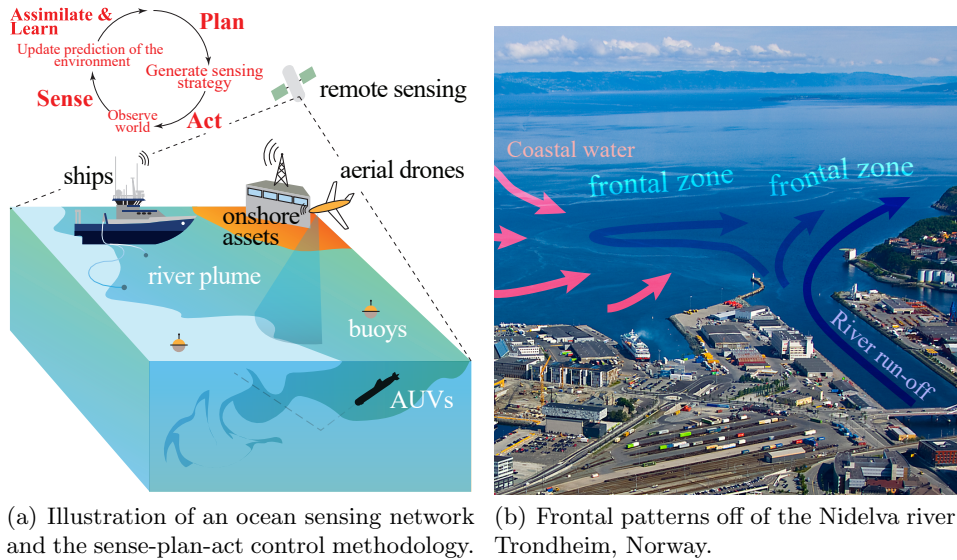 Assimilate &
Learn
Update prediction of the
environment
Plan
Generate sensing
strategy
Sense
Observe
world
Act
remote sensing
ships
aerial drones
onshore
assets
river plume
buoys
AUVs
(a) Illustration of an ocean sensing network
and the sense-plan-act control methodology.
Coastal water
frontal zone
frontal zone
River run-off
(b) Frontal patterns off of the Nidelva river
Trondheim, Norway.